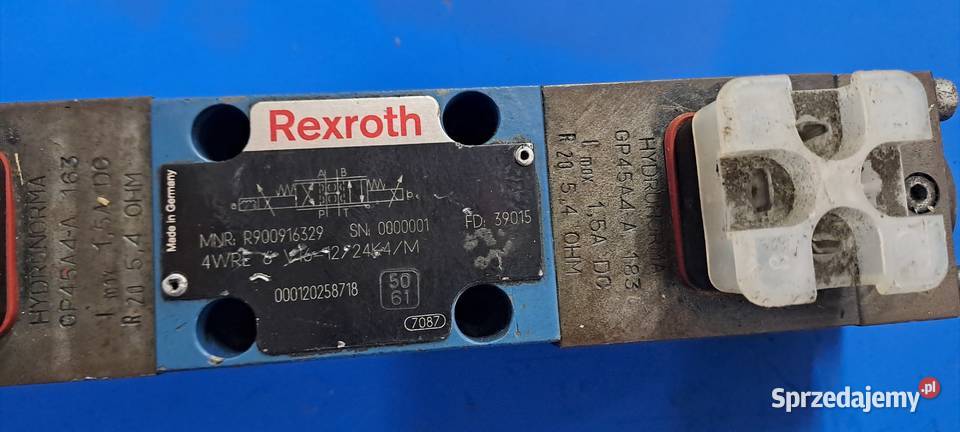 Rexroth
Made in Germany
A B
a b
P T
MNR: R900916329 SN: 0000001 FD: 39015
4WRE 6 12/24K4/M
000120258718
50
61
7087
HYDRONORMA
GP45A4-A 163
I max 1,5A DC
R 20 5,4 OHM
HYDRONORMA
GP45A4-A 183
I max 1,5A DC
R 20 5,4 OHM
Sprzedajemy.pl